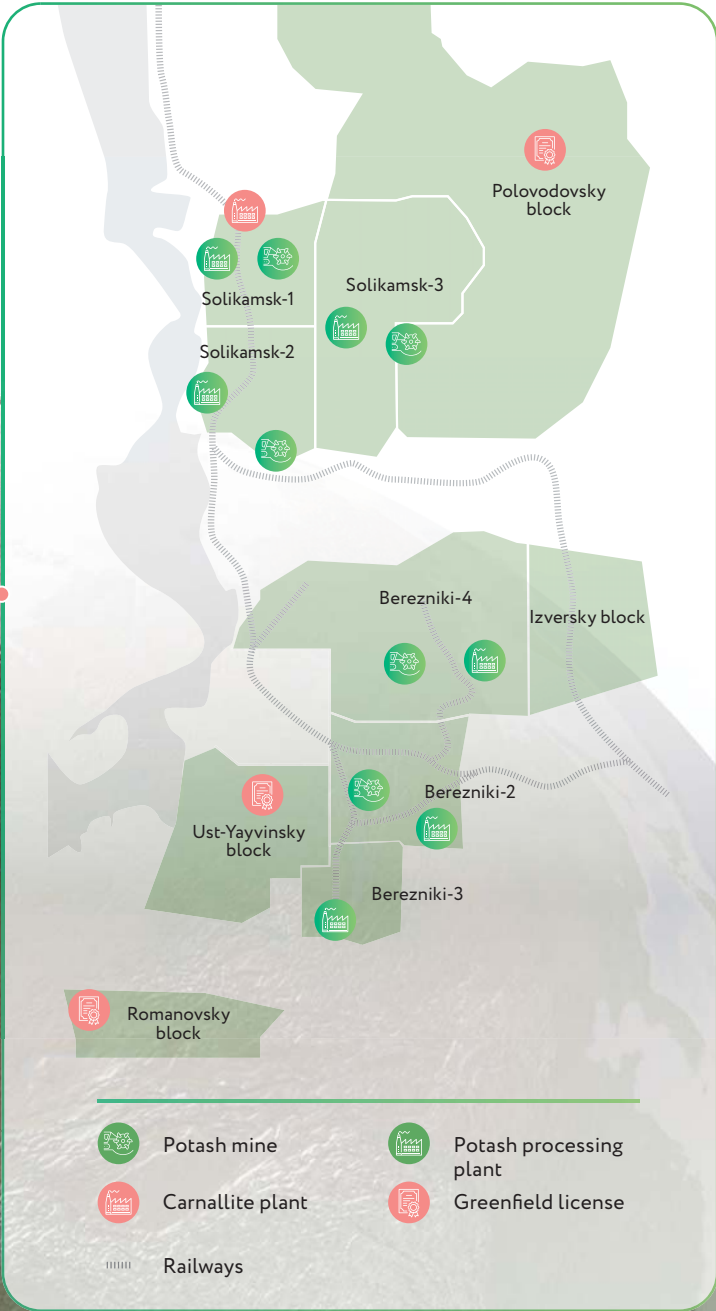 Polovodovsky
block
Solikamsk-3
Solikamsk-1
Solikamsk-2
Berezniki-4
Izversky block
Berezniki-2
Ust-Yayvinsky
block
Berezniki-3
Romanovsky
block
Potash mine
Potash processing
plant
Carnallite plant
Greenfield license
Railways